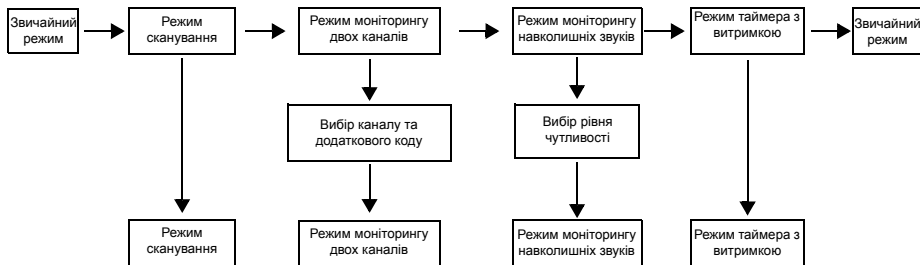 Звичайний
режим
Режим
сканування
Режим моніторингу
двох каналів
Режим моніторингу
навколишніх звуків
Режим таймера з
витримкою
Звичайний
режим
Вибір каналу та
додаткового коду
Вибір рівня
чутливості
Режим
сканування
Режим моніторингу
двох каналів
Режим моніторингу
навколишніх звуків
Режим таймера з
витримкою